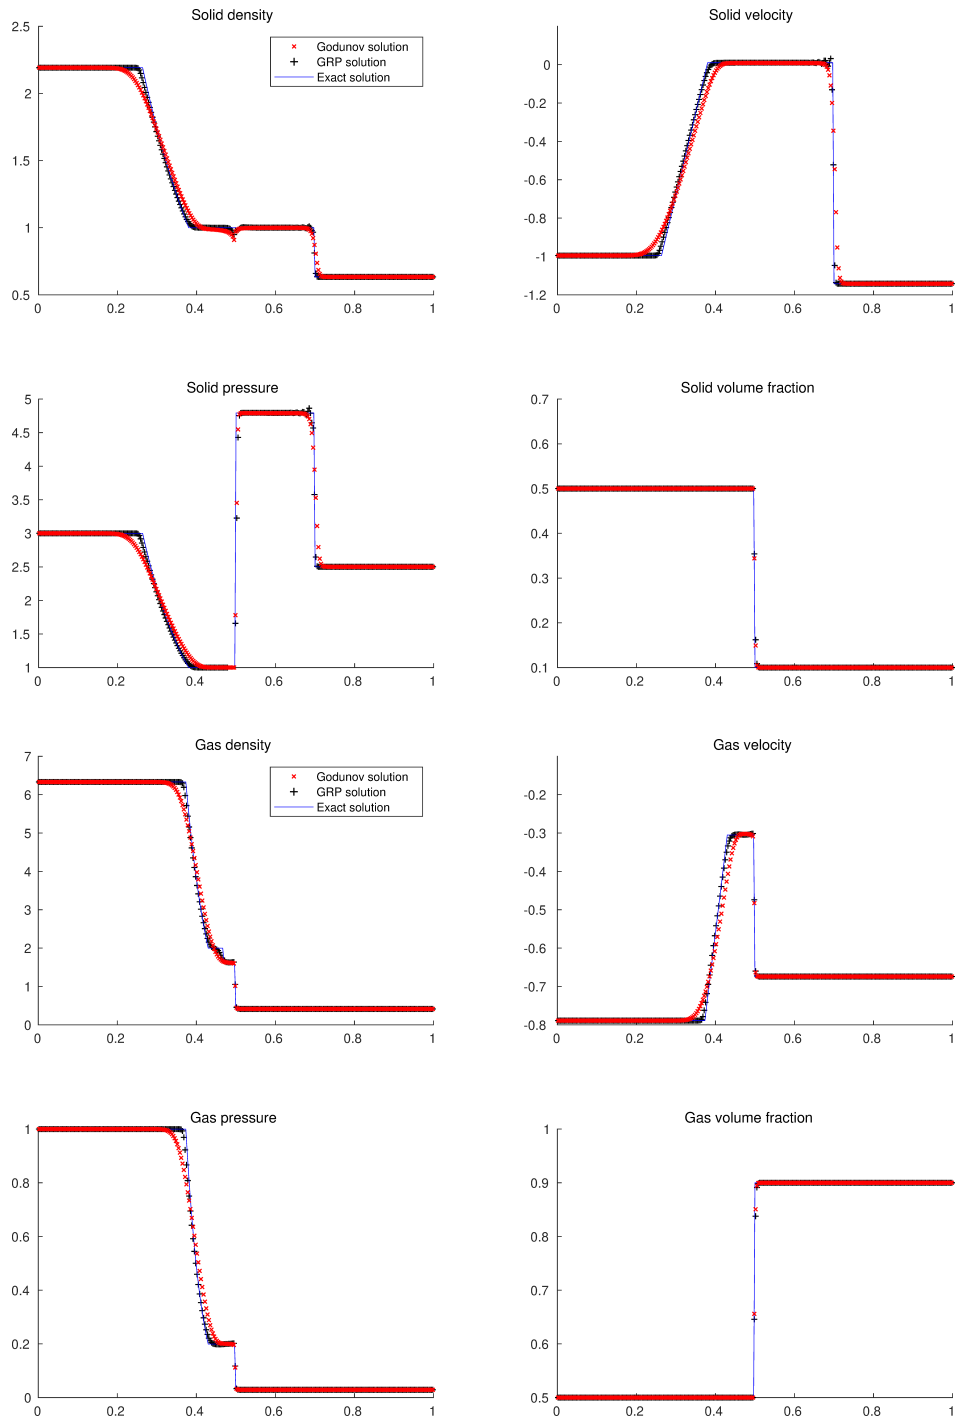 Solid density
2.5
2
1.5
1
0.5
0 0.2 0.4 0.6 0.8 1
Godunov solution
GRP solution
Exact solution
Solid velocity
0
-0.2
-0.4
-0.6
-0.8
-1
-1.2
0 0.2 0.4 0.6 0.8 1
Solid pressure
5
4.5
4
3.5
3
2.5
2
1.5
1
0 0.2 0.4 0.6 0.8 1
Solid volume fraction
0.7
0.6
0.5
0.4
0.3
0.2
0.1
0 0.2 0.4 0.6 0.8 1
Gas density
7
6
5
4
3
2
1
0
0 0.2 0.4 0.6 0.8 1
Godunov solution
GRP solution
Exact solution
Gas velocity
-0.2
-0.3
-0.4
-0.5
-0.6
-0.7
-0.8
0 0.2 0.4 0.6 0.8 1
Gas pressure
1
0.8
0.6
0.4
0.2
0
0 0.2 0.4 0.6 0.8 1
Gas volume fraction
1
0.9
0.8
0.7
0.6
0.5
0 0.2 0.4 0.6 0.8 1